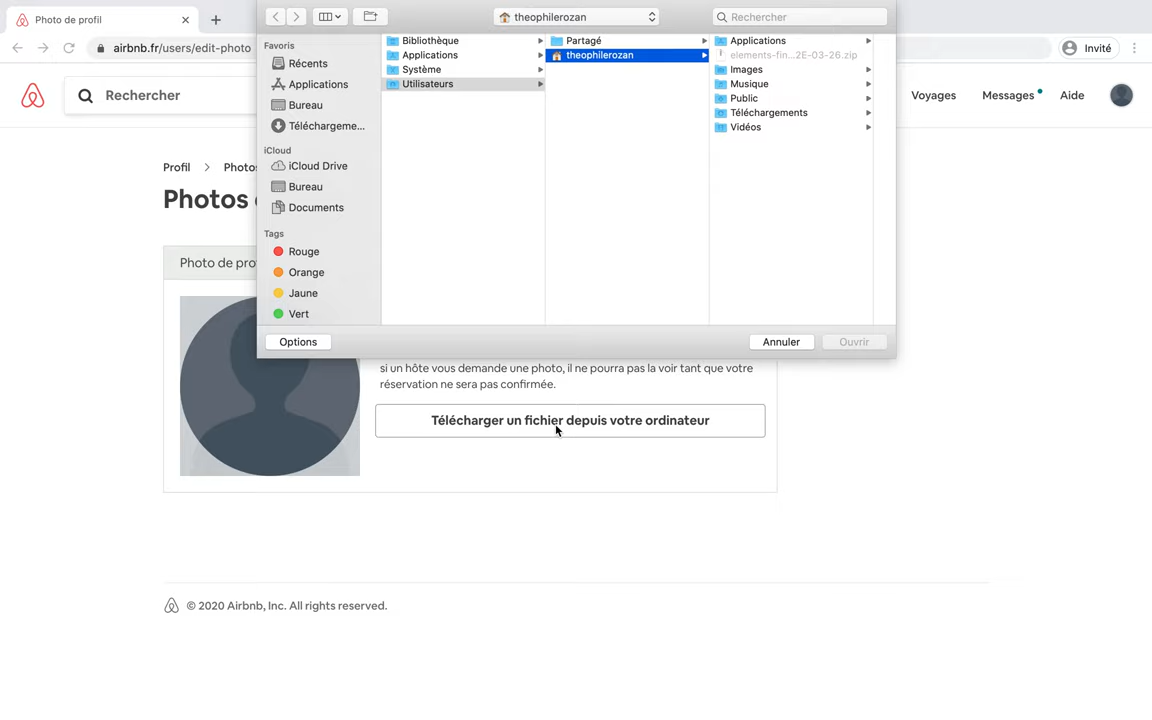 Photo de profil
theophilerozan
Rechercher
airbnb.fr/users/edit-photo
Invité
Favoris
Récents
Applications
Bureau
Téléchargeme...
iCloud
iCloud Drive
Bureau
Documents
Tags
Rouge
Orange
Jaune
Vert
Bibliothèque
Applications
Système
Utilisateurs
Partagé
theophilerozan
Applications
elements-fin...2E-03-26.zip
Images
Musique
Public
Téléchargements
Vidéos
Options
Annuler
Ouvrir
Rechercher
Voyages
Messages
Aide
Profil
Photos
Photo de pro
si un hôte vous demande une photo, il ne pourra pas la voir tant que votre
réservation ne sera pas confirmée.
Télécharger un fichier depuis votre ordinateur
© 2020 Airbnb, Inc. All rights reserved.